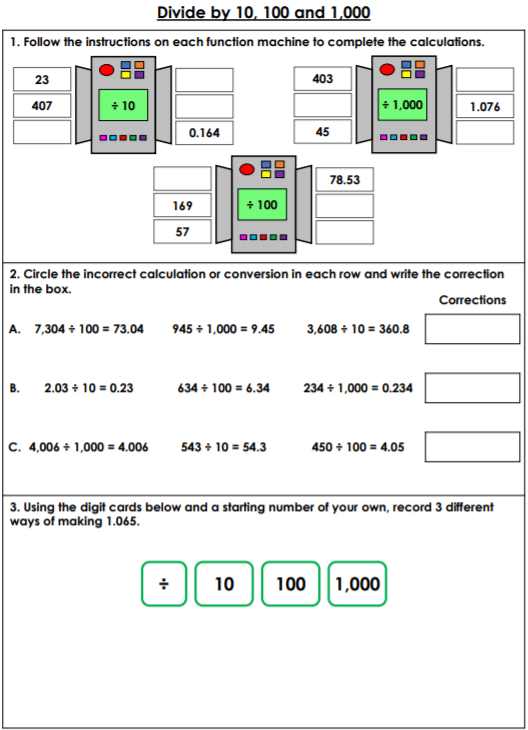 Divide by 10, 100 and 1,000
1. Follow the instructions on each function machine to complete the calculations.
23
407
÷ 10
0.164
403
45
÷ 1,000
1.076
169
57
÷ 100
78.53
2. Circle the incorrect calculation or conversion in each row and write the correction
in the box.
Corrections
A. 7,304 ÷ 100 = 73.04 945 ÷ 1,000 = 9.45 3,608 ÷ 10 = 360.8
B. 2.03 ÷ 10 = 0.23 634 ÷ 100 = 6.34 234 ÷ 1,000 = 0.234
C. 4,006 ÷ 1,000 = 4.006 543 ÷ 10 = 54.3 450 ÷ 100 = 4.05
3. Using the digit cards below and a starting number of your own, record 3 different
ways of making 1.065.
÷ 10 100 1,000